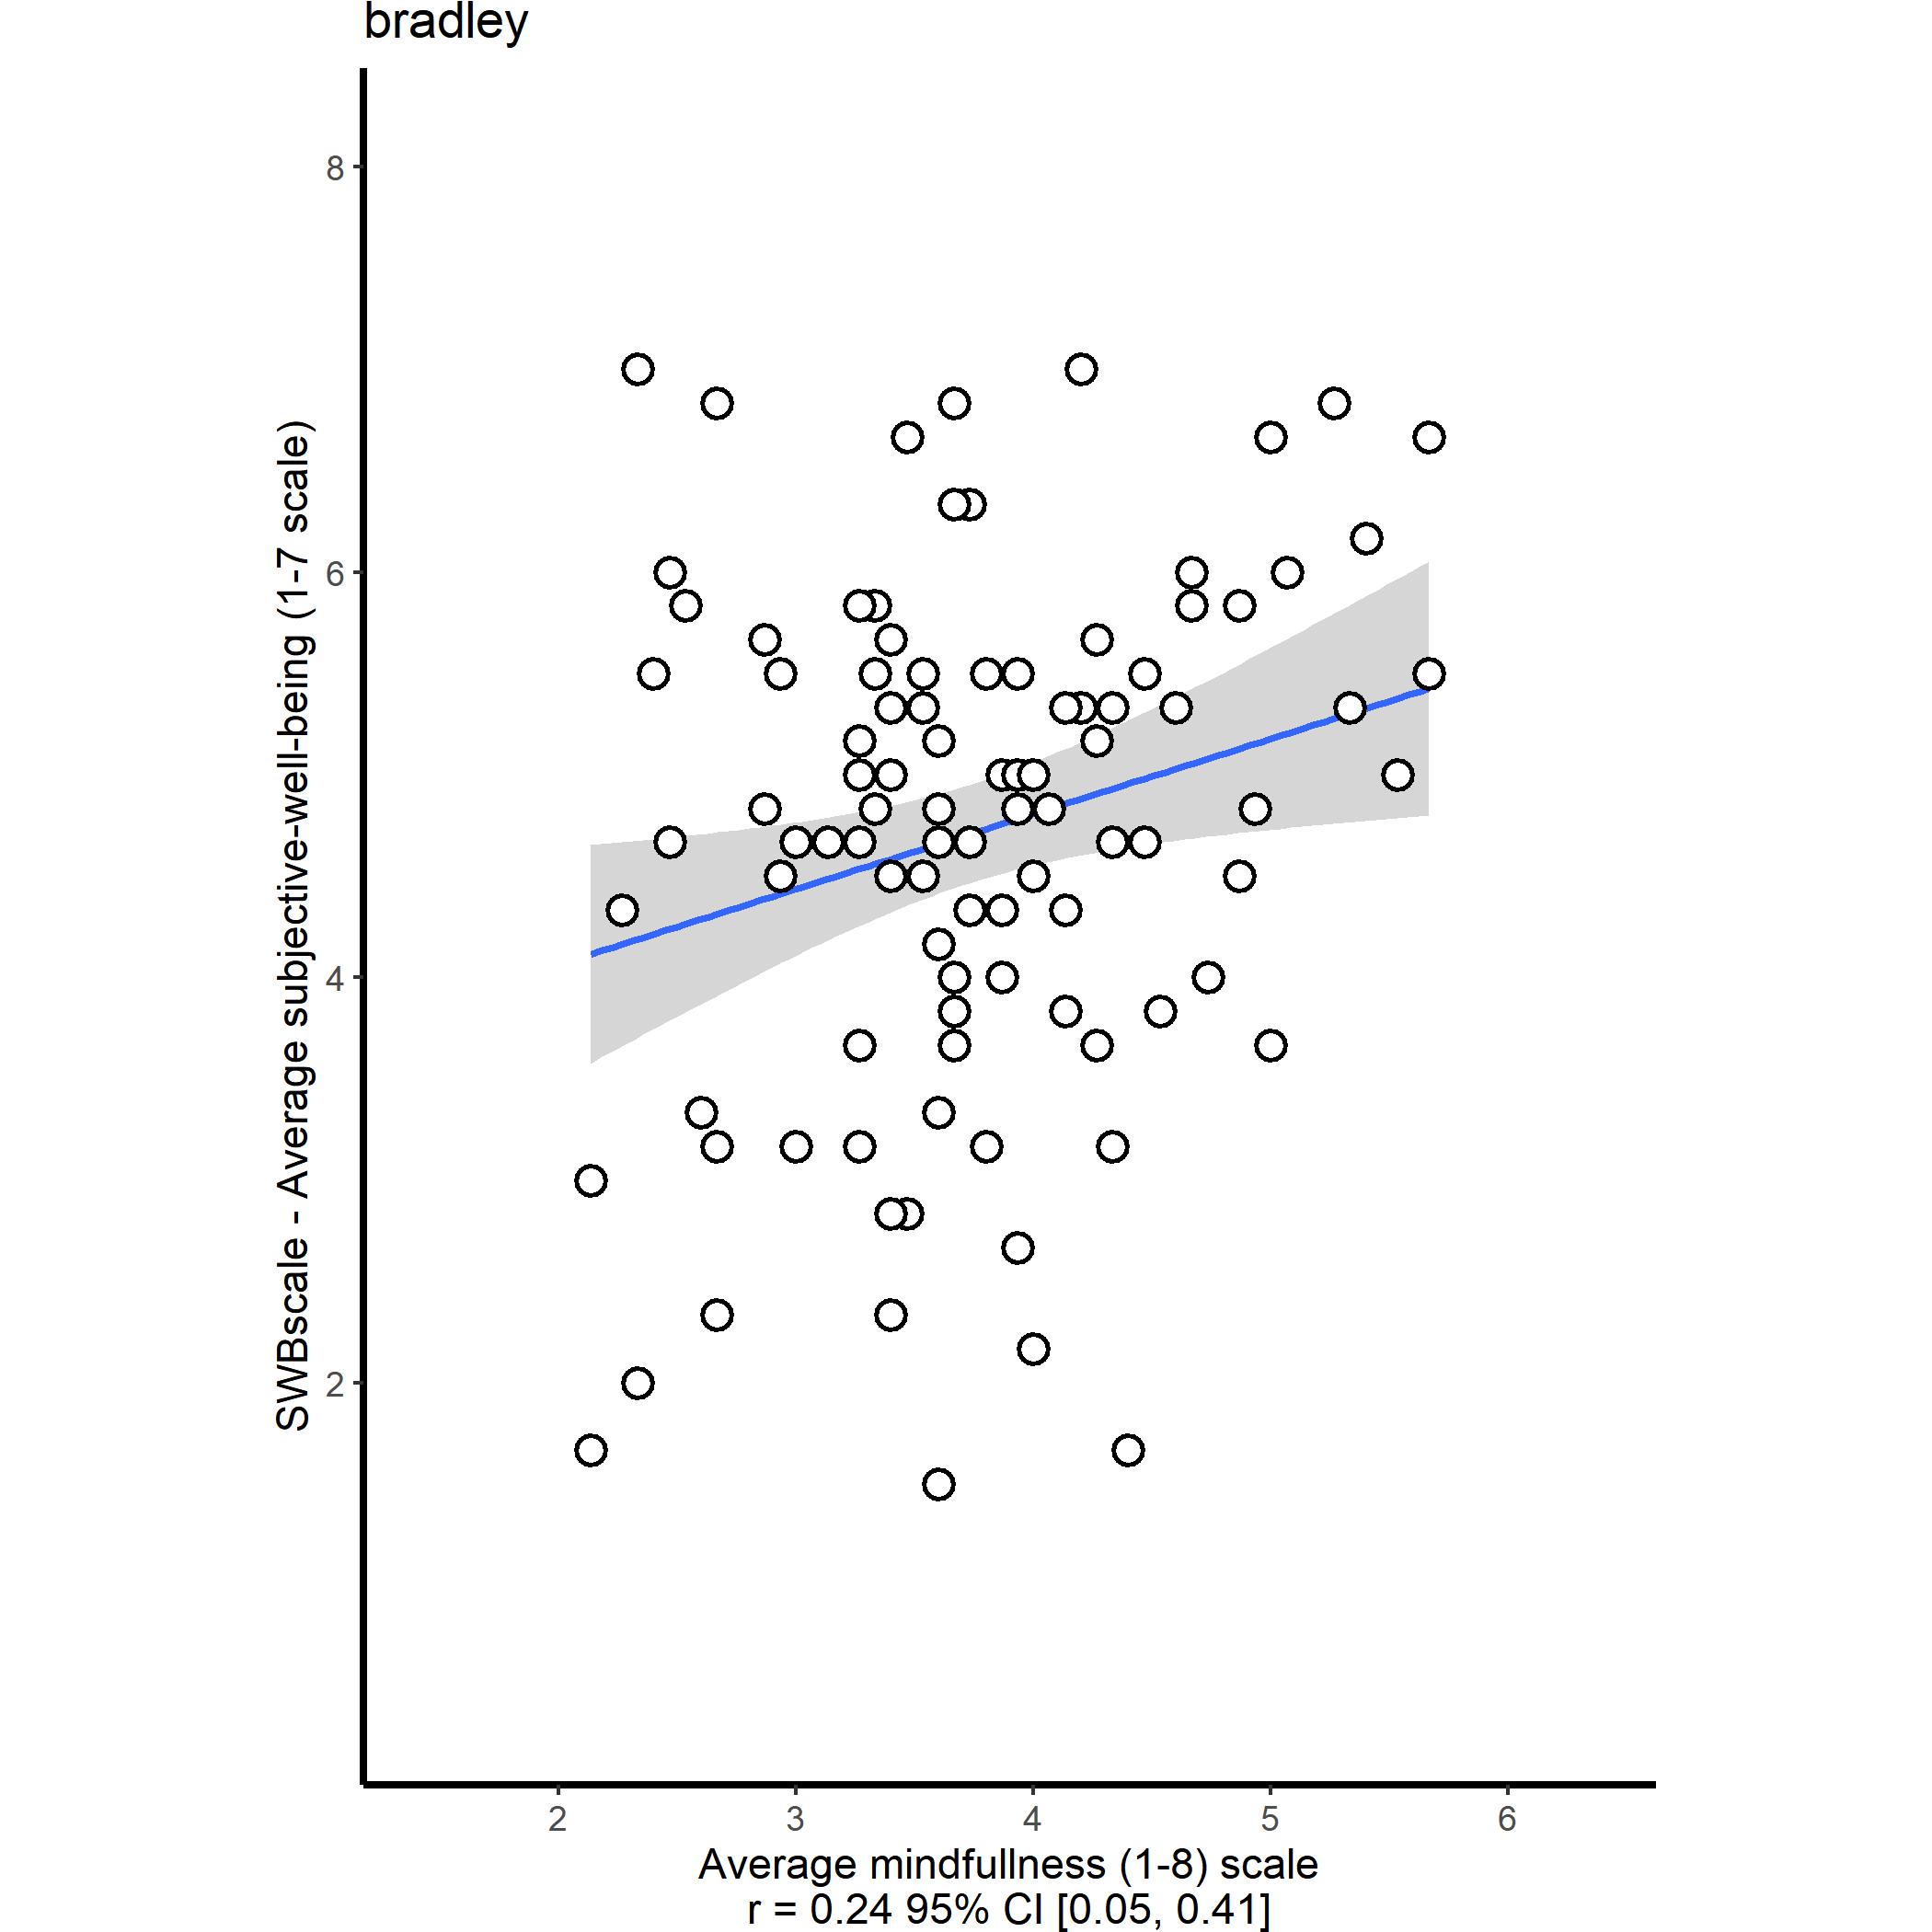 bradley
SWBscale - Average subjective-well-being (1-7 scale)
8
6
4
2
2
3
4
5
6
Average mindfullness (1-8) scale
r = 0.24 95% CI [0.05, 0.41]